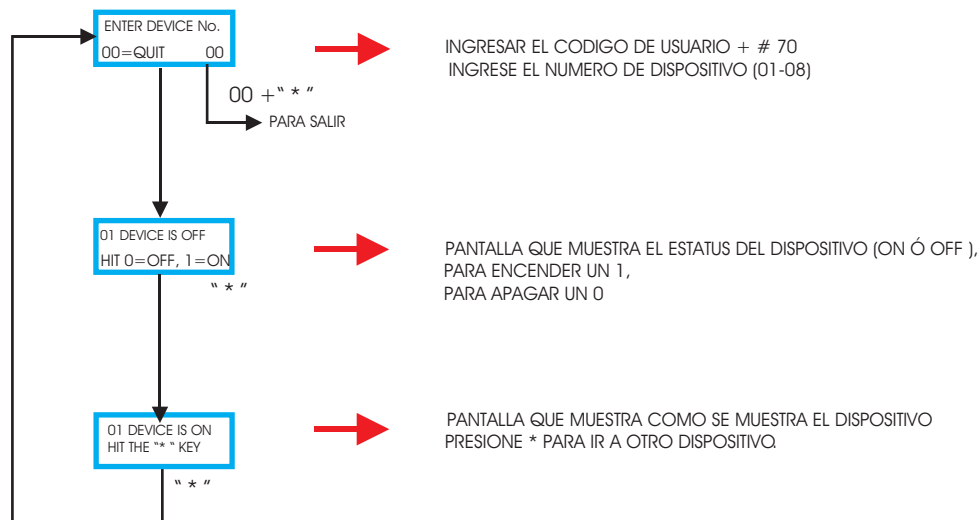 ENTER DEVICE No.
00=QUIT 00
INGRESAR EL CODIGO DE USUARIO + # 70
INGRESE EL NUMERO DE DISPOSITIVO (01-08)
00 +“ * ”
PARA SALIR
01 DEVICE IS OFF
HIT 0=OFF, 1=ON
“ * ”
PANTALLA QUE MUESTRA EL ESTATUS DEL DISPOSITIVO (ON Ó OFF ),
PARA ENCENDER UN 1,
PARA APAGAR UN 0
01 DEVICE IS ON
HIT THE “* “ KEY
“ * ”
PANTALLA QUE MUESTRA COMO SE MUESTRA EL DISPOSITIVO
PRESIONE * PARA IR A OTRO DISPOSITIVO.